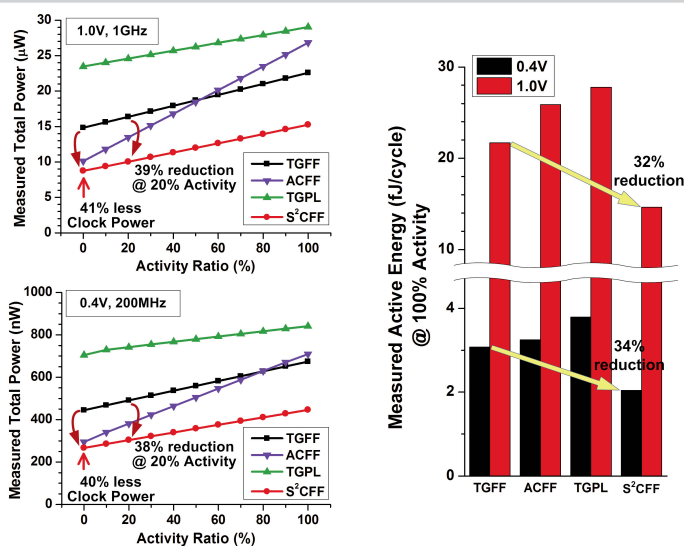 1.0V, 1GHz
Measured Total Power (μW)
30
25
20
15
10
5
0
39% reduction
@ 20% Activity
41% less
Clock Power
TGFF
ACFF
TGPL
S²CFF
0 20 40 60 80 100
Activity Ratio (%)
0.4V, 200MHz
Measured Total Power (nW)
1000
800
600
400
200
0
38% reduction
@ 20% Activity
40% less
Clock Power
TGFF
ACFF
TGPL
S²CFF
0 20 40 60 80 100
Activity Ratio (%)
Measured Active Energy (fJ/cycle)
@ 100% Activity
0.4V
1.0V
30
20
10
4
2
0
32%
reduction
34%
reduction
TGFF ACFF TGPL S²CFF